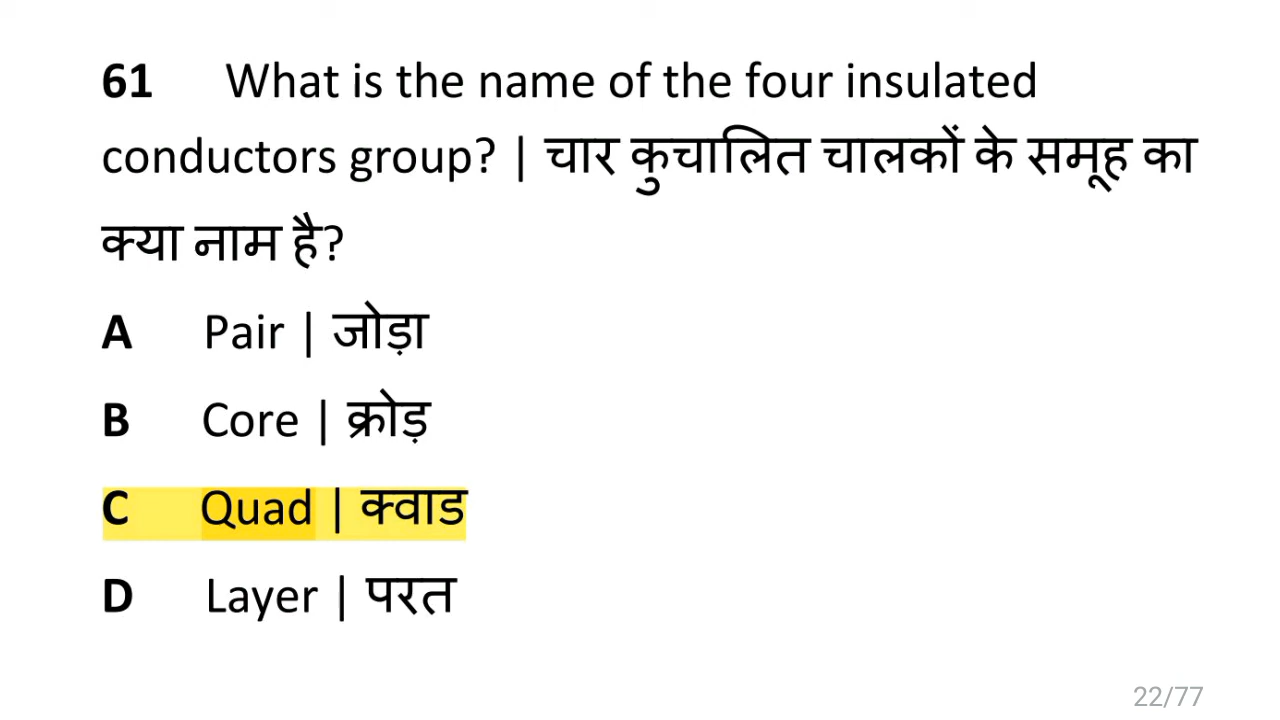 61 What is the name of the four insulated
conductors group? | चार कुचालित चालकों के समूह का
क्या नाम है?
A Pair | जोड़ा
B Core | क्रोड़
C Quad | क्वाड
D Layer | परत
22/77